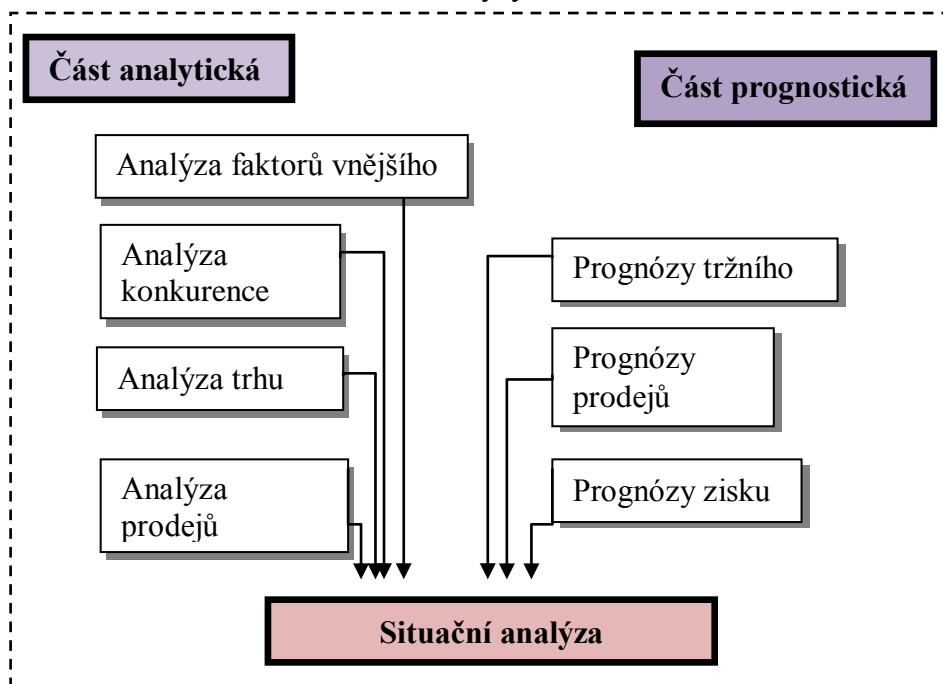 Část analytická
Část prognostická
Analýza faktorů vnějšího
Analýza
konkurence
Analýza trhu
Analýza
prodejů
Prognózy tržního
Prognózy
prodejů
Prognózy zisku
Situační analýza